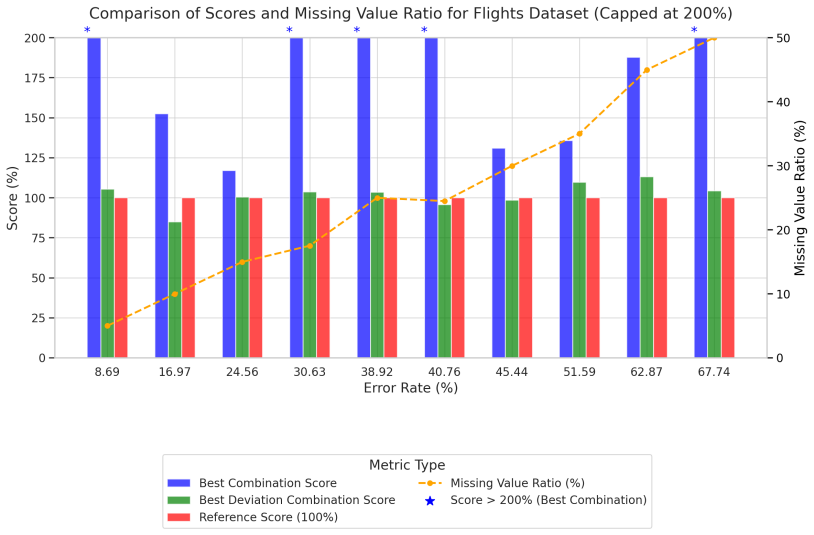 Comparison of Scores and Missing Value Ratio for Flights Dataset (Capped at 200%)
* * * * *
200
175
150
125
100
75
50
25
0
Score (%)
50
40
30
20
10
0
Missing Value Ratio (%)
8.69 16.97 24.56 30.63 38.92 40.76 45.44 51.59 62.87 67.74
Error Rate (%)
Metric Type
Best Combination Score
Best Deviation Combination Score
Reference Score (100%)
Missing Value Ratio (%)
Score > 200% (Best Combination)